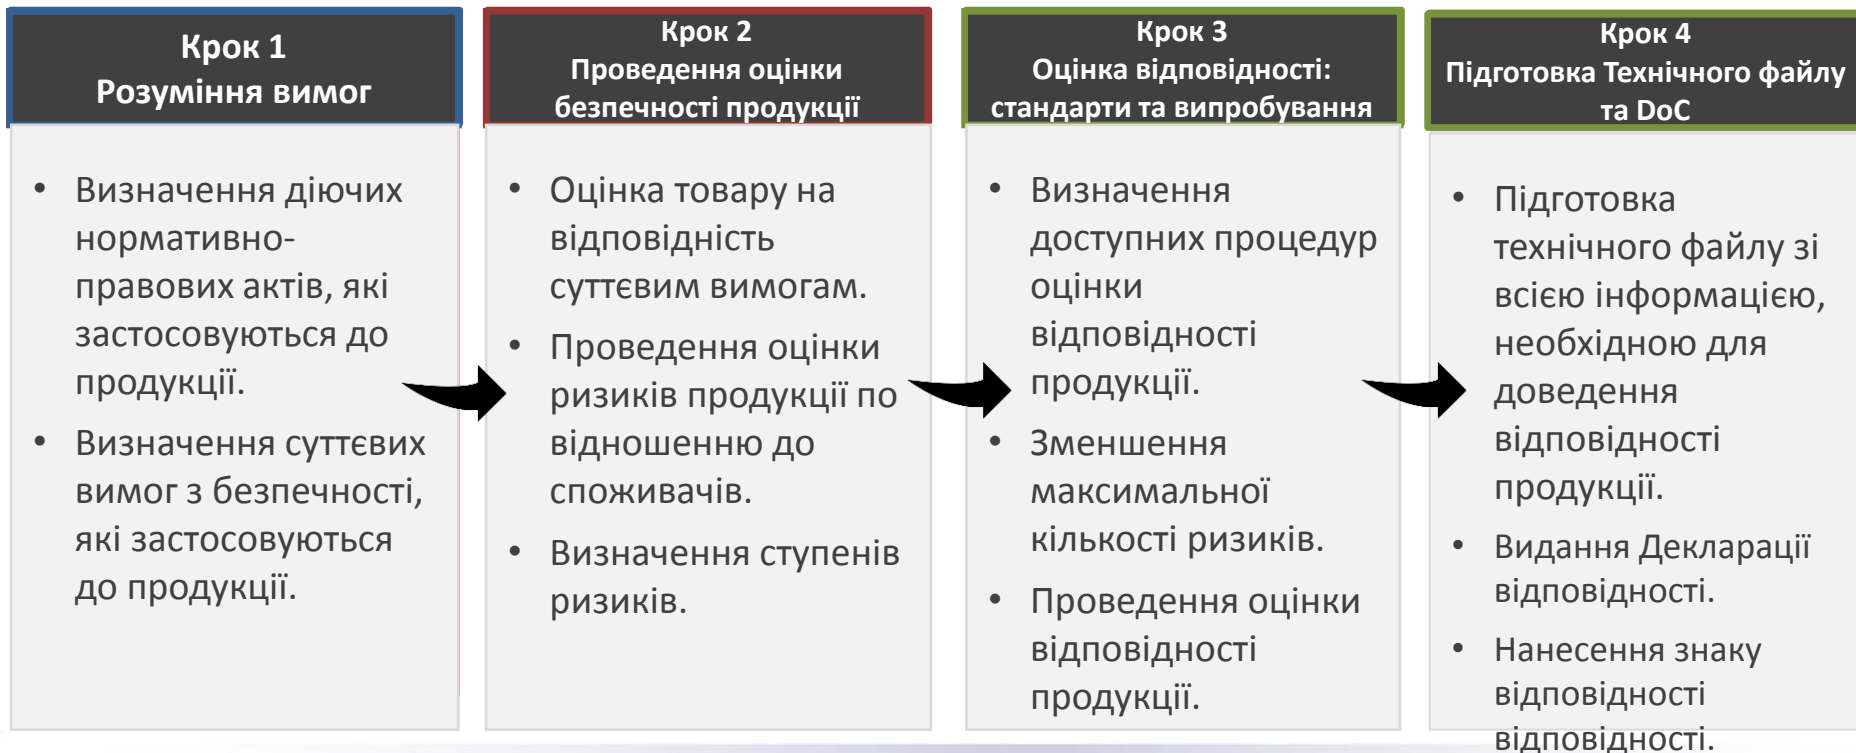 Крок 1
Розуміння вимог
• Визначення діючих
нормативно-
правових актів, які
застосовуються до
продукції.
• Визначення суттєвих
вимог з безпечності,
які застосовуються
до продукції.
Крок 2
Проведення оцінки
безпечності продукції
• Оцінка товару на
відповідність
суттєвим вимогам.
• Проведення оцінки
ризиків продукції по
відношенню до
споживачів.
• Визначення ступенів
ризиків.
Крок 3
Оцінка відповідності:
стандарти та випробування
• Визначення
доступних процедур
оцінки
відповідності
продукції.
• Зменшення
максимальної
кількості ризиків.
• Проведення оцінки
відповідності
продукції.
Крок 4
Підготовка Технічного файлу
та DoC
• Підготовка
технічного файлу зі
всією інформацією,
необхідною для
доведення
відповідності
продукції.
• Видання Декларації
відповідності.
• Нанесення знаку
відповідності
відповідності.